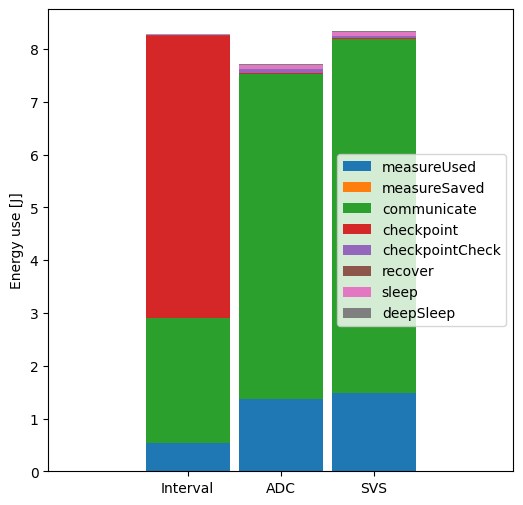 Energy use [J]
8
7
6
5
4
3
2
1
0
measureUsed
measureSaved
communicate
checkpoint
checkpointCheck
recover
sleep
deepSleep
Interval ADC SVS